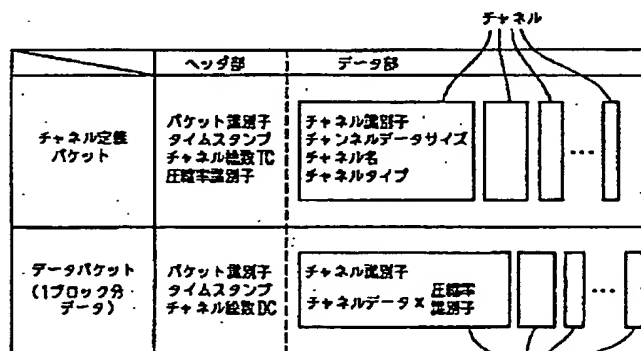 チャネル
ヘッダ部
データ部
チャネル定義
パケット
パケット識別子
タイムスタンプ
チャネル総数TC
圧縮率識別子
チャネル識別子
チャンネルデータサイズ
チャネル名
チャネルタイプ
データパケット
(1ブロック分
データ)
パケット識別子
タイムスタンプ
チャネル総数DC
チャネル識別子
チャネルデータ×圧縮率
識別子